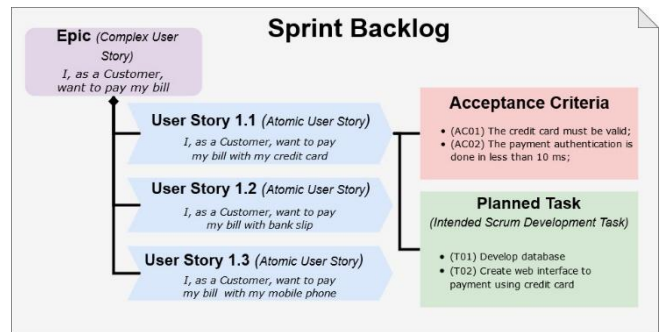 Sprint Backlog
Epic (Complex User
Story)
I, as a Customer,
want to pay my bill
User Story 1.1 (Atomic User Story)
I, as a Customer, want to pay
my bill with my credit card
User Story 1.2 (Atomic User Story)
I, as a Customer, want to pay
my bill with bank slip
User Story 1.3 (Atomic User Story)
I, as a Customer, want to pay
my bill with my mobile phone
Acceptance Criteria
• (AC01) The credit card must be valid;
• (AC02) The payment authentication is
done in less than 10 ms;
Planned Task
(Intended Scrum Development Task)
• (T01) Develop database
• (T02) Create web interface to
payment using credit card